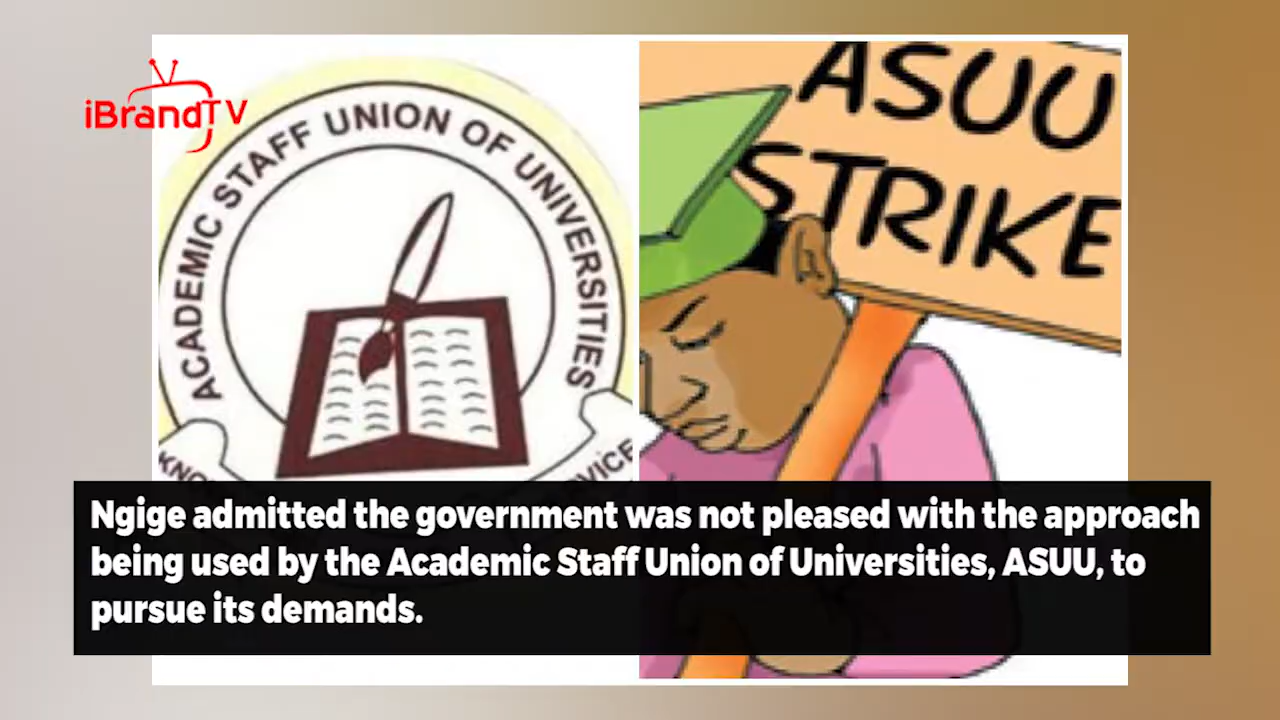 iBrandTV
ACADEMIC STAFF UNION OF UNIVERSITIES
ASUU
STRIKE
Ngige admitted the government was not pleased with the approach
being used by the Academic Staff Union of Universities, ASUU, to
pursue its demands.